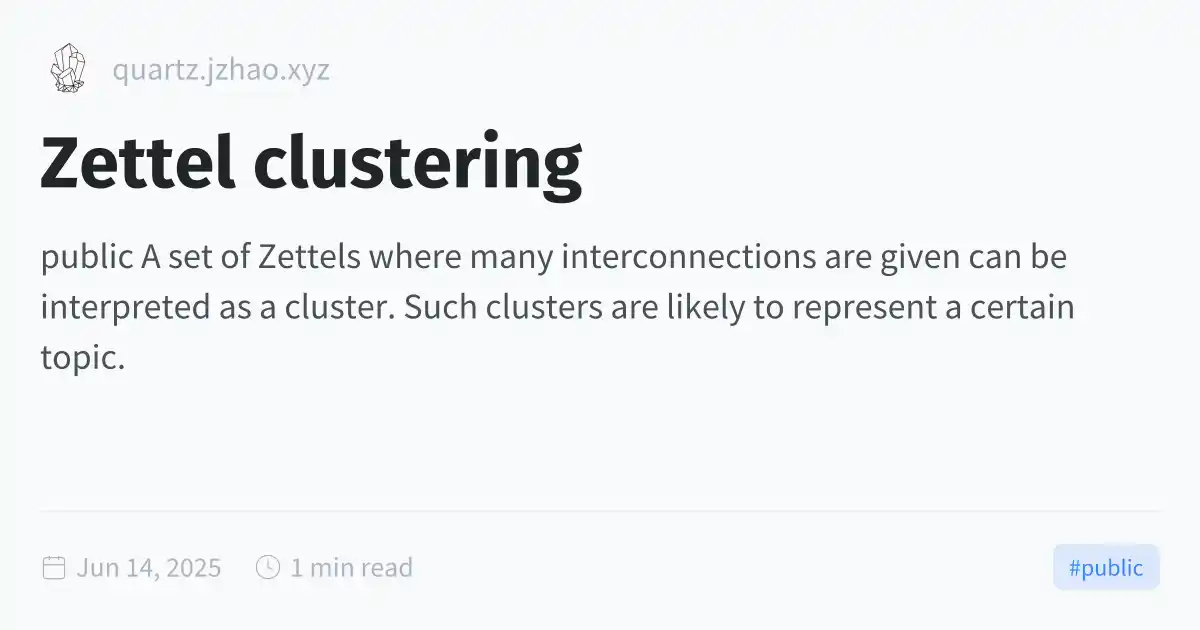 quartz.jzhao.xyz
Zettel clustering
public A set of Zettels where many interconnections are given can be
interpreted as a cluster. Such clusters are likely to represent a certain
topic.
Jun 14, 2025 1 min read #public